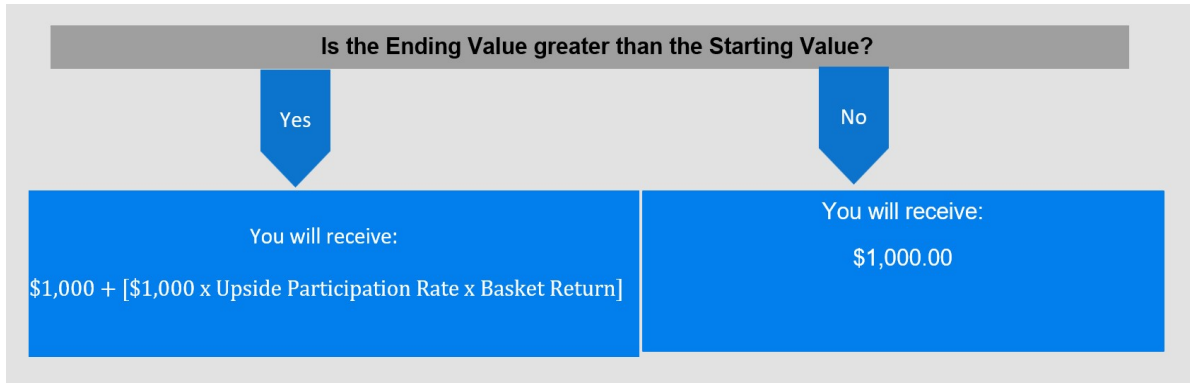 Is the Ending Value greater than the Starting Value?
Yes
No
You will receive:
$1,000 + [$1,000 x Upside Participation Rate x Basket Return]
You will receive:
$1,000.00